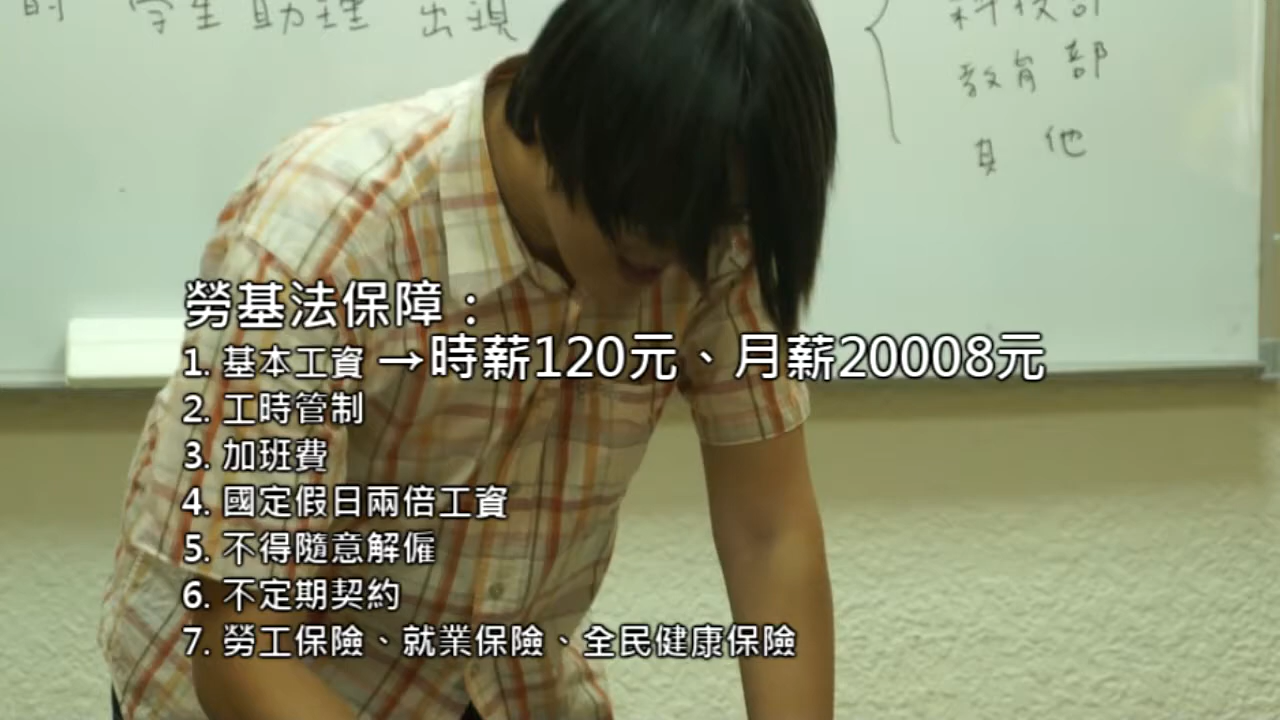 學生助理 出現
科技部
教育部
其他
勞基法保障：
1. 基本工資 →時薪120元、月薪20008元
2. 工時管制
3. 加班費
4. 國定假日兩倍工資
5. 不得隨意解僱
6. 不定期契約
7. 勞工保險、就業保險、全民健康保險